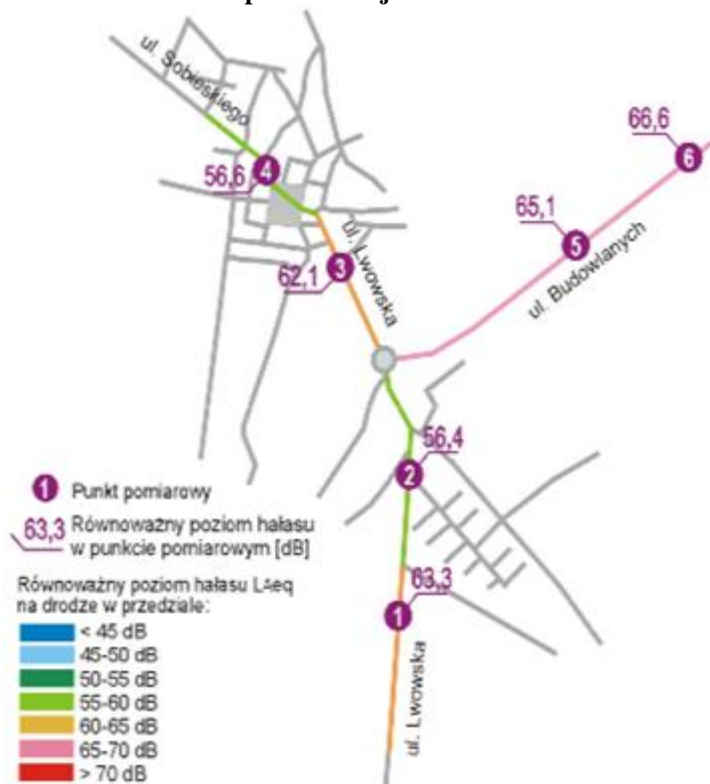 ul. Sobieskiego
4
56,6
ul. Lwowska
3
62,1
66,6
6
65,1
5
ul. Budowlanych
56,4
2
63,3
1
ul. Lwowska
1 Punkt pomiarowy
63,3 Równoważny poziom hałasu
w punkcie pomiarowym [dB]
Równoważny poziom hałasu LAeq
na drodze w przedziale:
< 45 dB
45-50 dB
50-55 dB
55-60 dB
60-65 dB
65-70 dB
> 70 dB